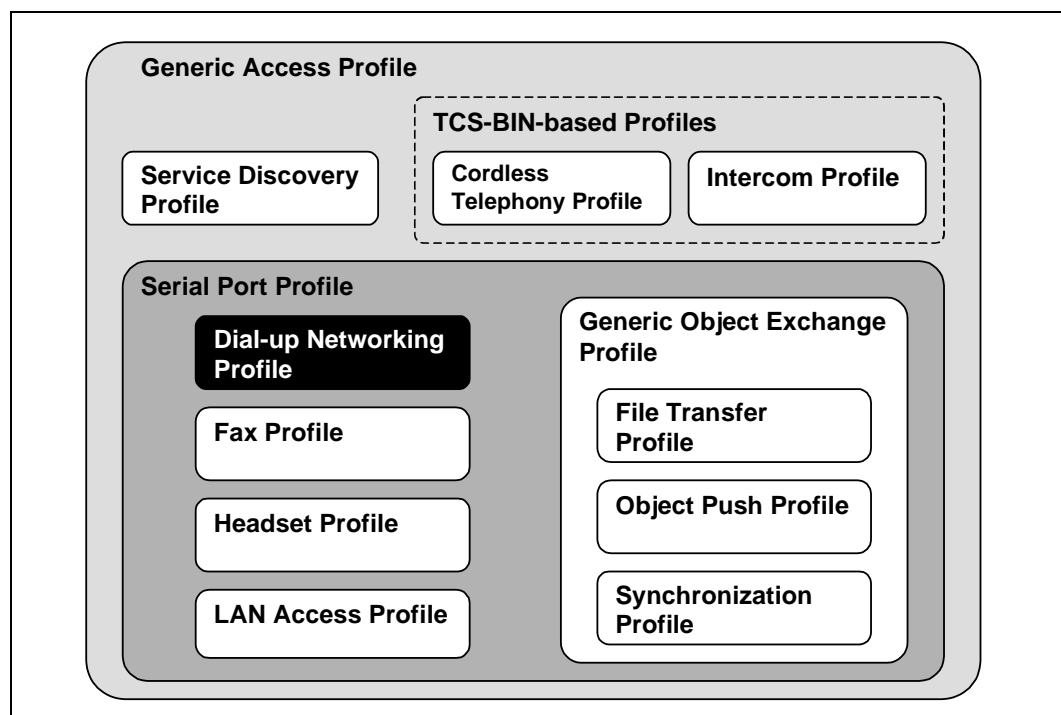 Generic Access Profile
TCS-BIN-based Profiles
Service Discovery
Profile
Cordless
Telephony Profile
Intercom Profile
Serial Port Profile
Dial-up Networking
Profile
Fax Profile
Headset Profile
LAN Access Profile
Generic Object Exchange
Profile
File Transfer
Profile
Object Push Profile
Synchronization
Profile